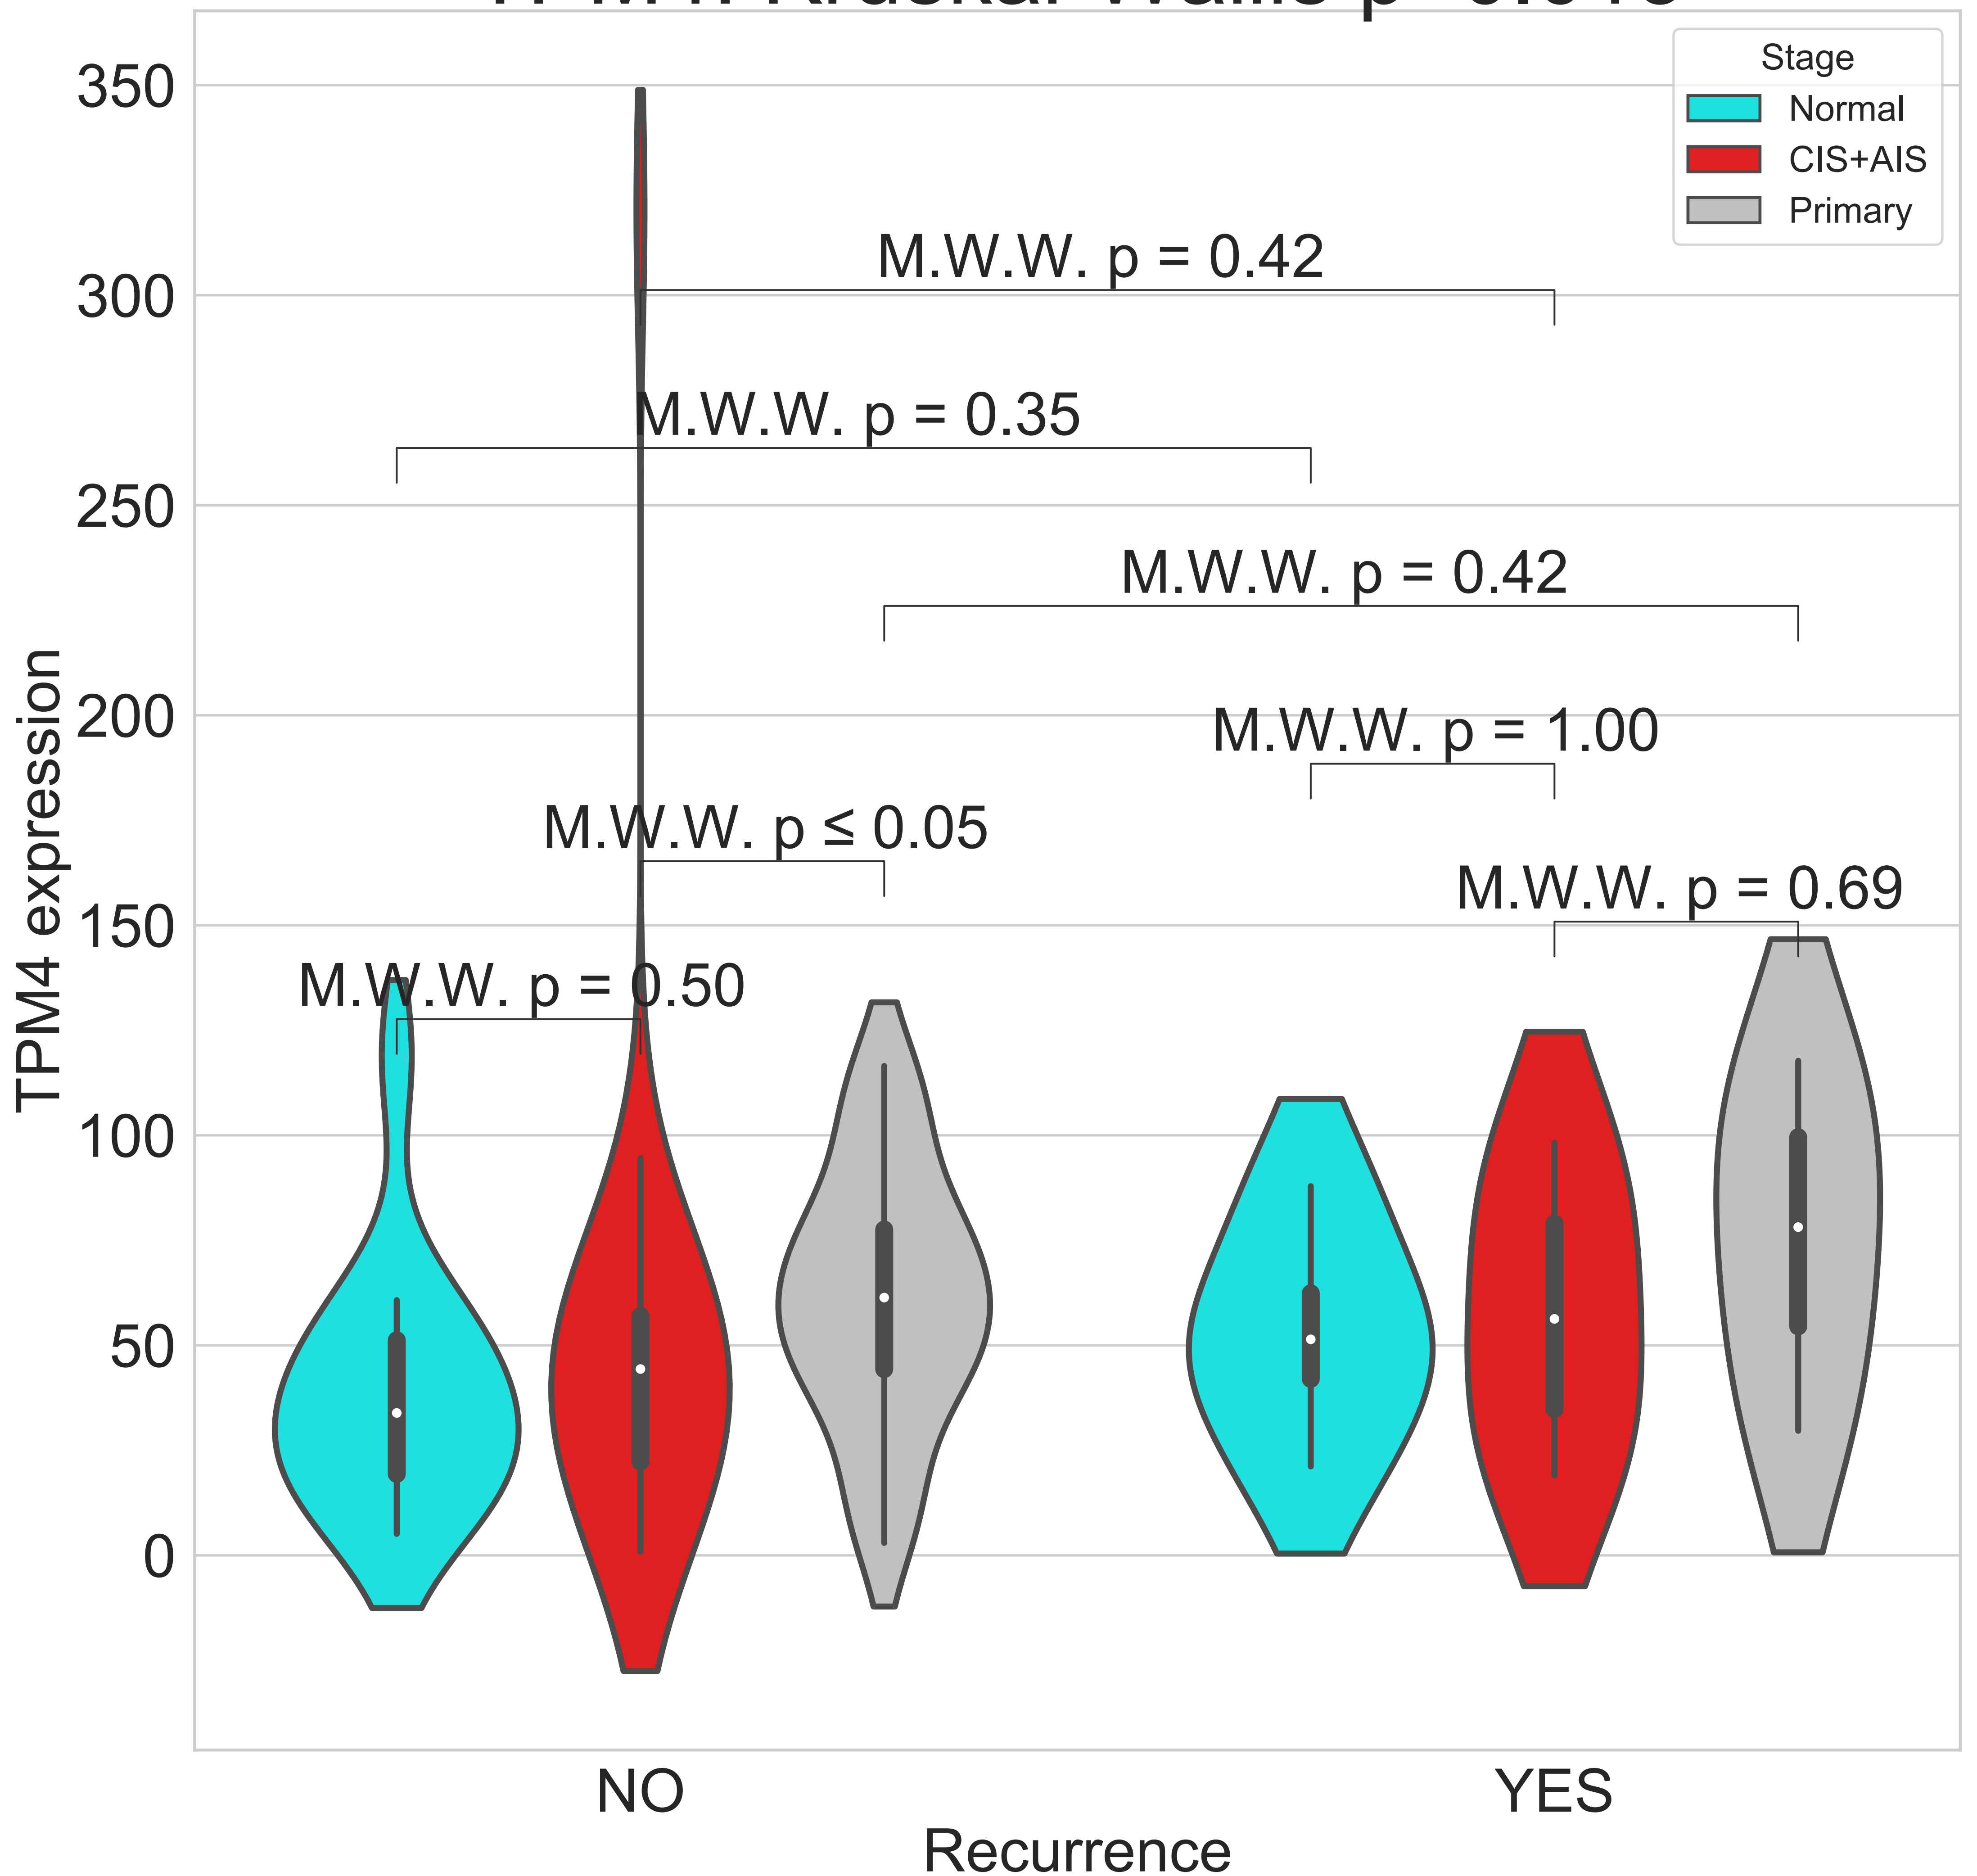 Stage
Normal
CIS+AIS
Primary
350
300
250
200
150
100
50
0
TPM4 expression
M.W.W. p = 0.42
M.W.W. p = 0.35
M.W.W. p = 0.42
M.W.W. p = 1.00
M.W.W. p ≤ 0.05
M.W.W. p = 0.69
M.W.W. p = 0.50
NO
YES
Recurrence